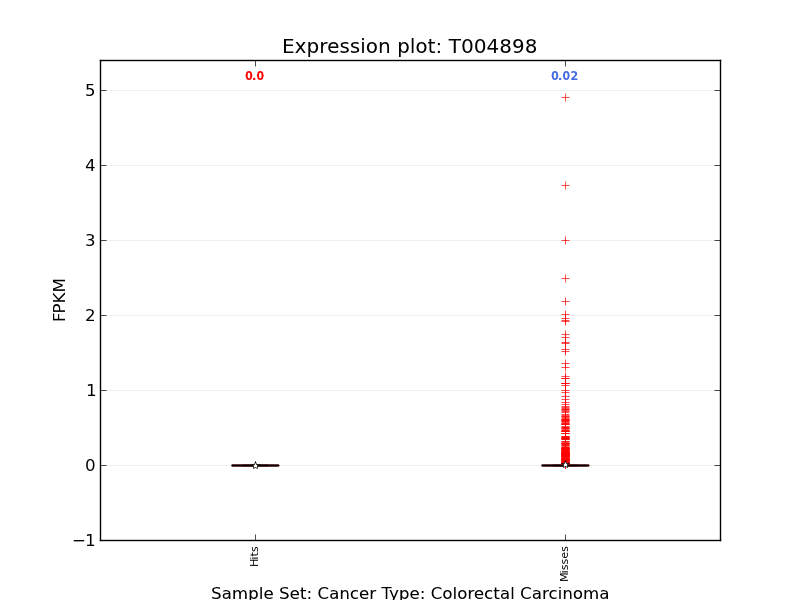 Expression plot: T004898
0.0
0.02
5
4
3
2
1
0
−1
FPKM
Hits
Misses
Sample Set: Cancer Type: Colorectal Carcinoma